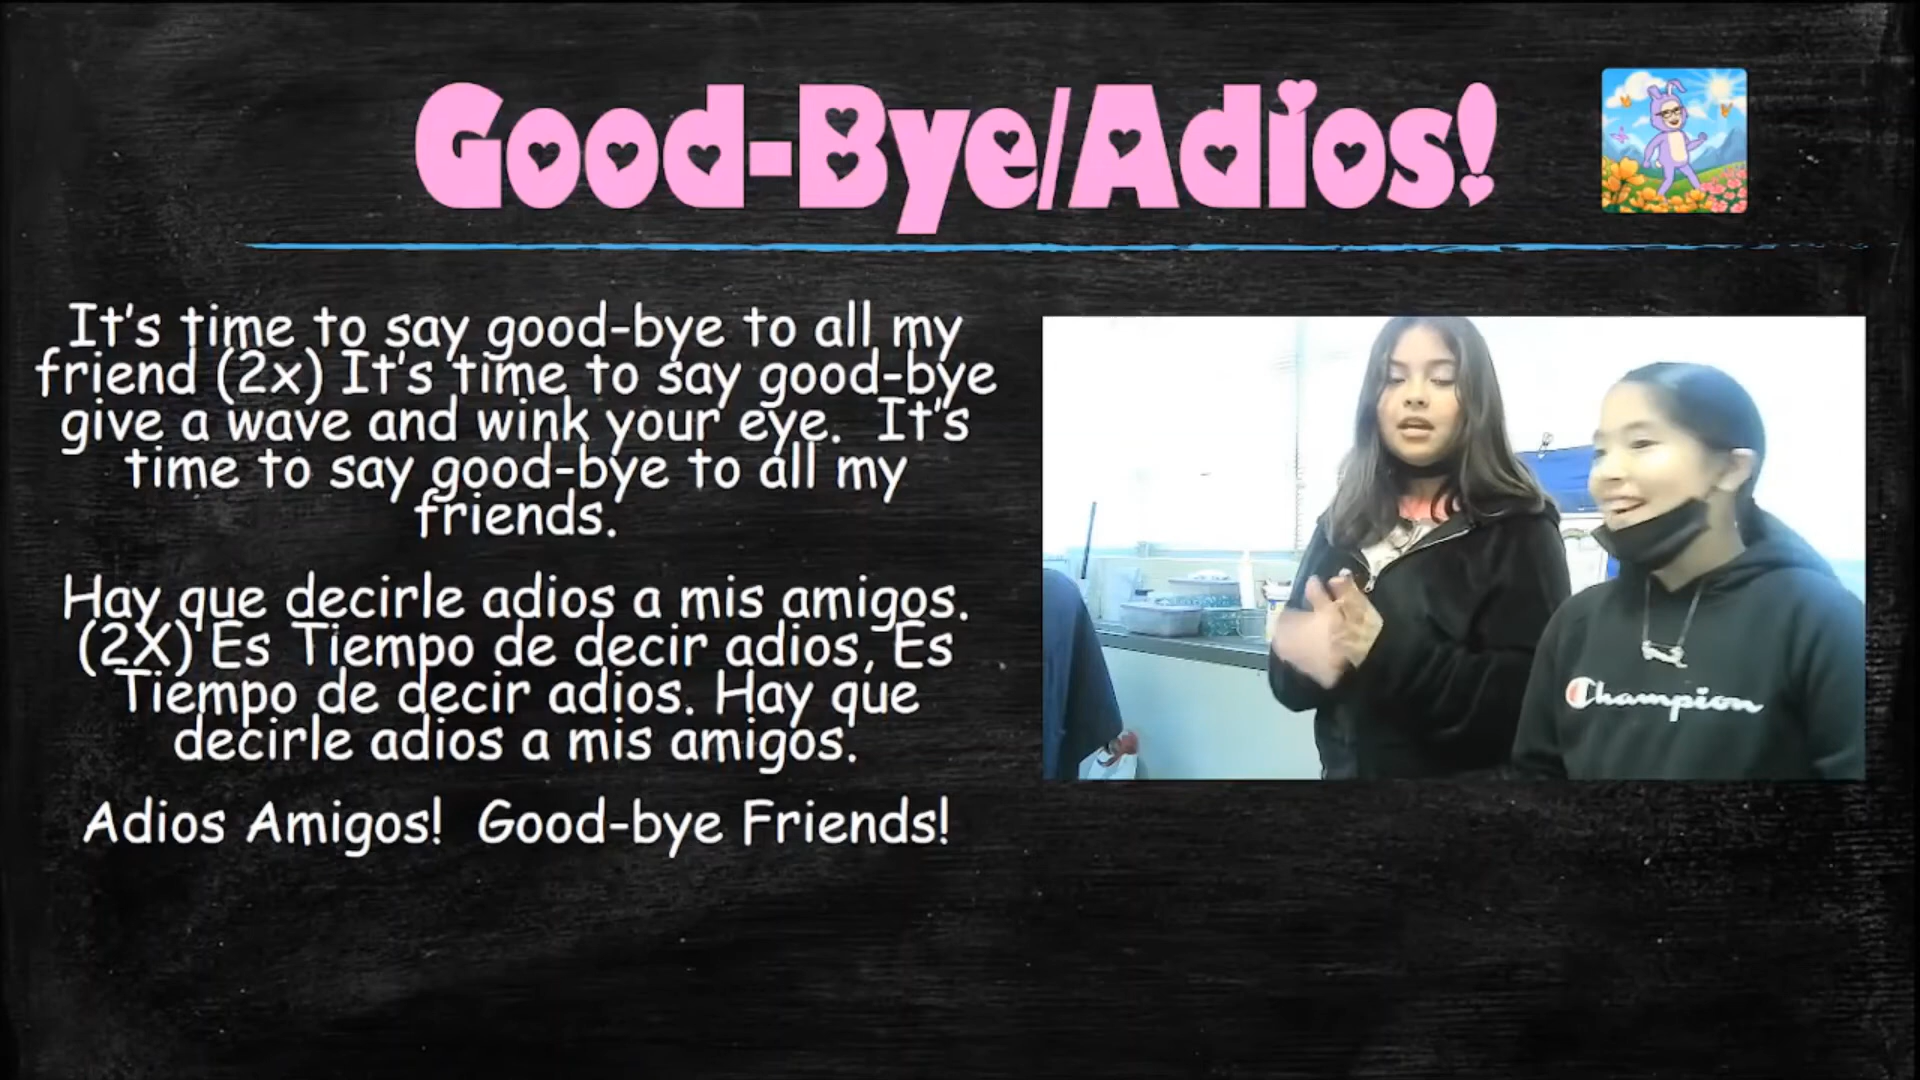 Good-Bye/Adios!
It's time to say good-bye to all my
friend (2x) It's time to say good-bye
give a wave and wink your eye.  It's
time to say good-bye to all my
friends.
Hay que decirle adios a mis amigos.
(2X) Es Tiempo de decir adios, Es
Tiempo de decir adios. Hay que
decirle adios a mis amigos.
Adios Amigos!  Good-bye Friends!
Champion